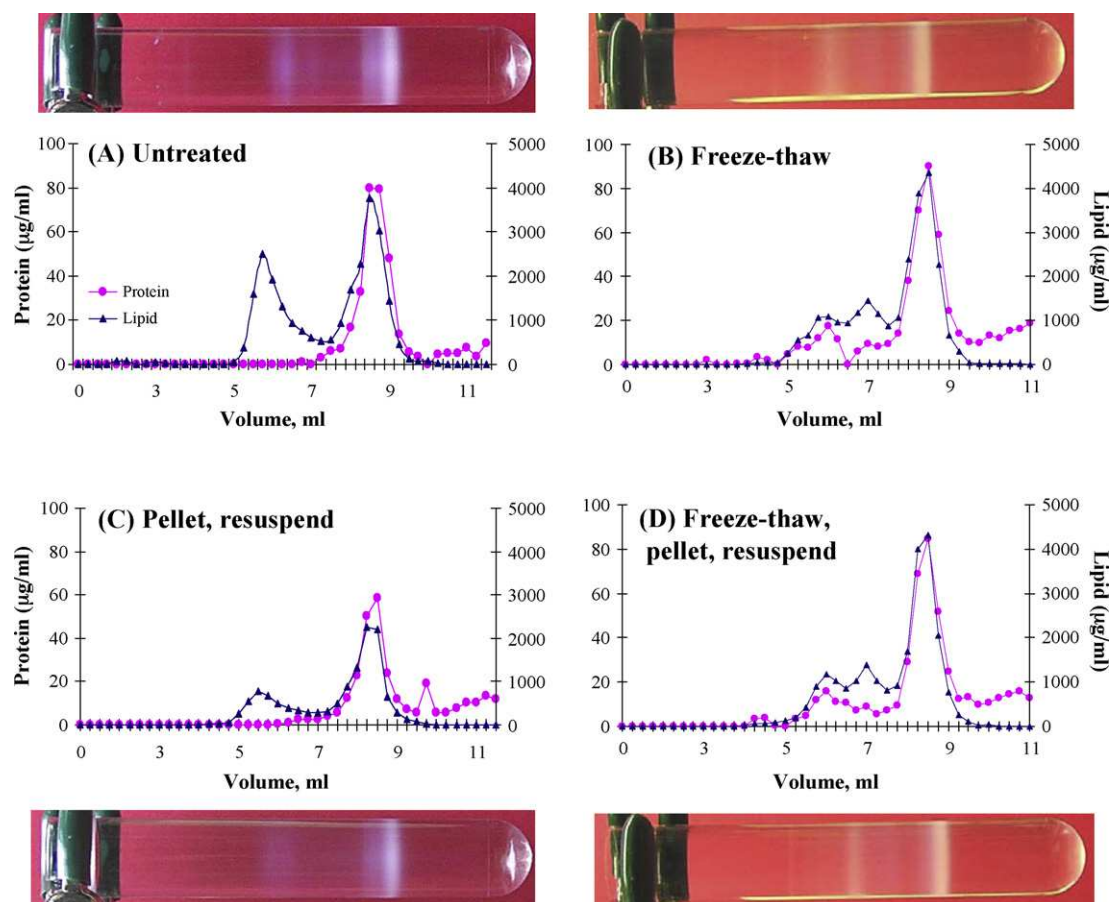 (A) Untreated
100
80
60
40
20
0
5000
4000
3000
2000
1000
0
Protein (µg/ml)
Protein
Lipid
0 3 5 7 9 11
Volume, ml
(B) Freeze-thaw
100
80
60
40
20
0
5000
4000
3000
2000
1000
0
Lipid (µg/ml)
0 3 5 7 9 11
Volume, ml
(C) Pellet, resuspend
100
80
60
40
20
0
5000
4000
3000
2000
1000
0
Protein (µg/ml)
0 3 5 7 9 11
Volume, ml
(D) Freeze-thaw,
pellet, resuspend
100
80
60
40
20
0
5000
4000
3000
2000
1000
0
Lipid (µg/ml)
0 3 5 7 9 11
Volume, ml